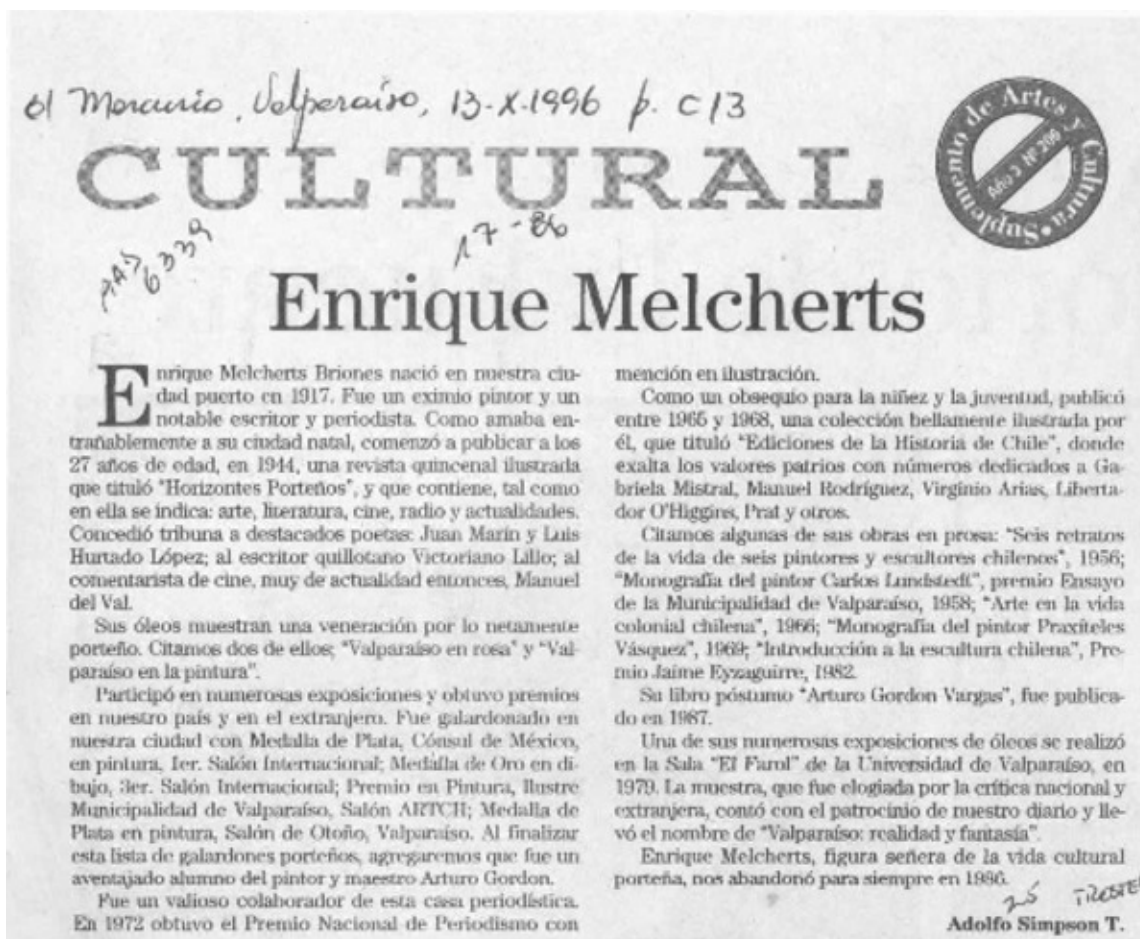 el Mercurio, Valparaíso, 13-X-1996 p. C13
CULTURAL
Suplemento de Artes y Cultura •
Año 3 Nº 206
17-86
6339
Enrique Melcherts
Enrique Melcherts Briones nació en nuestra ciu-
dad puerto en 1917. Fue un eximio pintor y un
notable escritor y periodista. Como amaba en-
trañablemente a su ciudad natal, comenzó a publicar a los
27 años de edad, en 1944, una revista quincenal ilustrada
que tituló "Horizontes Porteños", y que contiene, tal como
en ella se indica: arte, literatura, cine, radio y actualidades.
Concedió tribuna a destacados poetas: Juan Marín y Luis
Hurtado López; al escritor quillotano Victoriano Lillo; al
comentarista de cine, muy de actualidad entonces, Manuel
del Val.
Sus óleos muestran una veneración por lo netamente
porteño. Citamos dos de ellos; "Valparaíso en rosa" y "Val-
paraíso en la pintura".
Participó en numerosas exposiciones y obtuvo premios
en nuestro país y en el extranjero. Fue galardonado en
nuestra ciudad con Medalla de Plata, Cónsul de México,
en pintura, 1er. Salón Internacional; Medalla de Oro en di-
bujo, 3er. Salón Internacional; Premio en Pintura, Ilustre
Municipalidad de Valparaíso, Salón ARTCH; Medalla de
Plata en pintura, Salón de Otoño, Valparaíso. Al finalizar
esta lista de galardones porteños, agregaremos que fue un
aventajado alumno del pintor y maestro Arturo Gordon.
Fue un valioso colaborador de esta casa periodística.
En 1972 obtuvo el Premio Nacional de Periodismo con
mención en ilustración.
Como un obsequio para la niñez y la juventud, publicó
entre 1965 y 1968, una colección bellamente ilustrada por
él, que tituló "Ediciones de la Historia de Chile", donde
exalta los valores patrios con números dedicados a Ga-
briela Mistral, Manuel Rodríguez, Virginio Arias, Liberta-
dor O'Higgins, Prat y otros.
Citamos algunas de sus obras en prosa: "Seis retratos
de la vida de seis pintores y escultores chilenos", 1956;
"Monografía del pintor Carlos Lundstedt", premio Ensayo
de la Municipalidad de Valparaíso, 1958; "Arte en la vida
colonial chilena", 1966; "Monografía del pintor Praxíteles
Vásquez", 1969; "Introducción a la escultura chilena", Pre-
mio Jaime Eyzaguirre, 1982.
Su libro póstumo "Arturo Gordon Vargas", fue publica-
do en 1987.
Una de sus numerosas exposiciones de óleos se realizó
en la Sala "El Farol" de la Universidad de Valparaíso, en
1979. La muestra, que fue elogiada por la crítica nacional y
extranjera, contó con el patrocinio de nuestro diario y lle-
vó el nombre de "Valparaíso: realidad y fantasía".
Enrique Melcherts, figura señera de la vida cultural
porteña, nos abandonó para siempre en 1986.
Adolfo Simpson T.